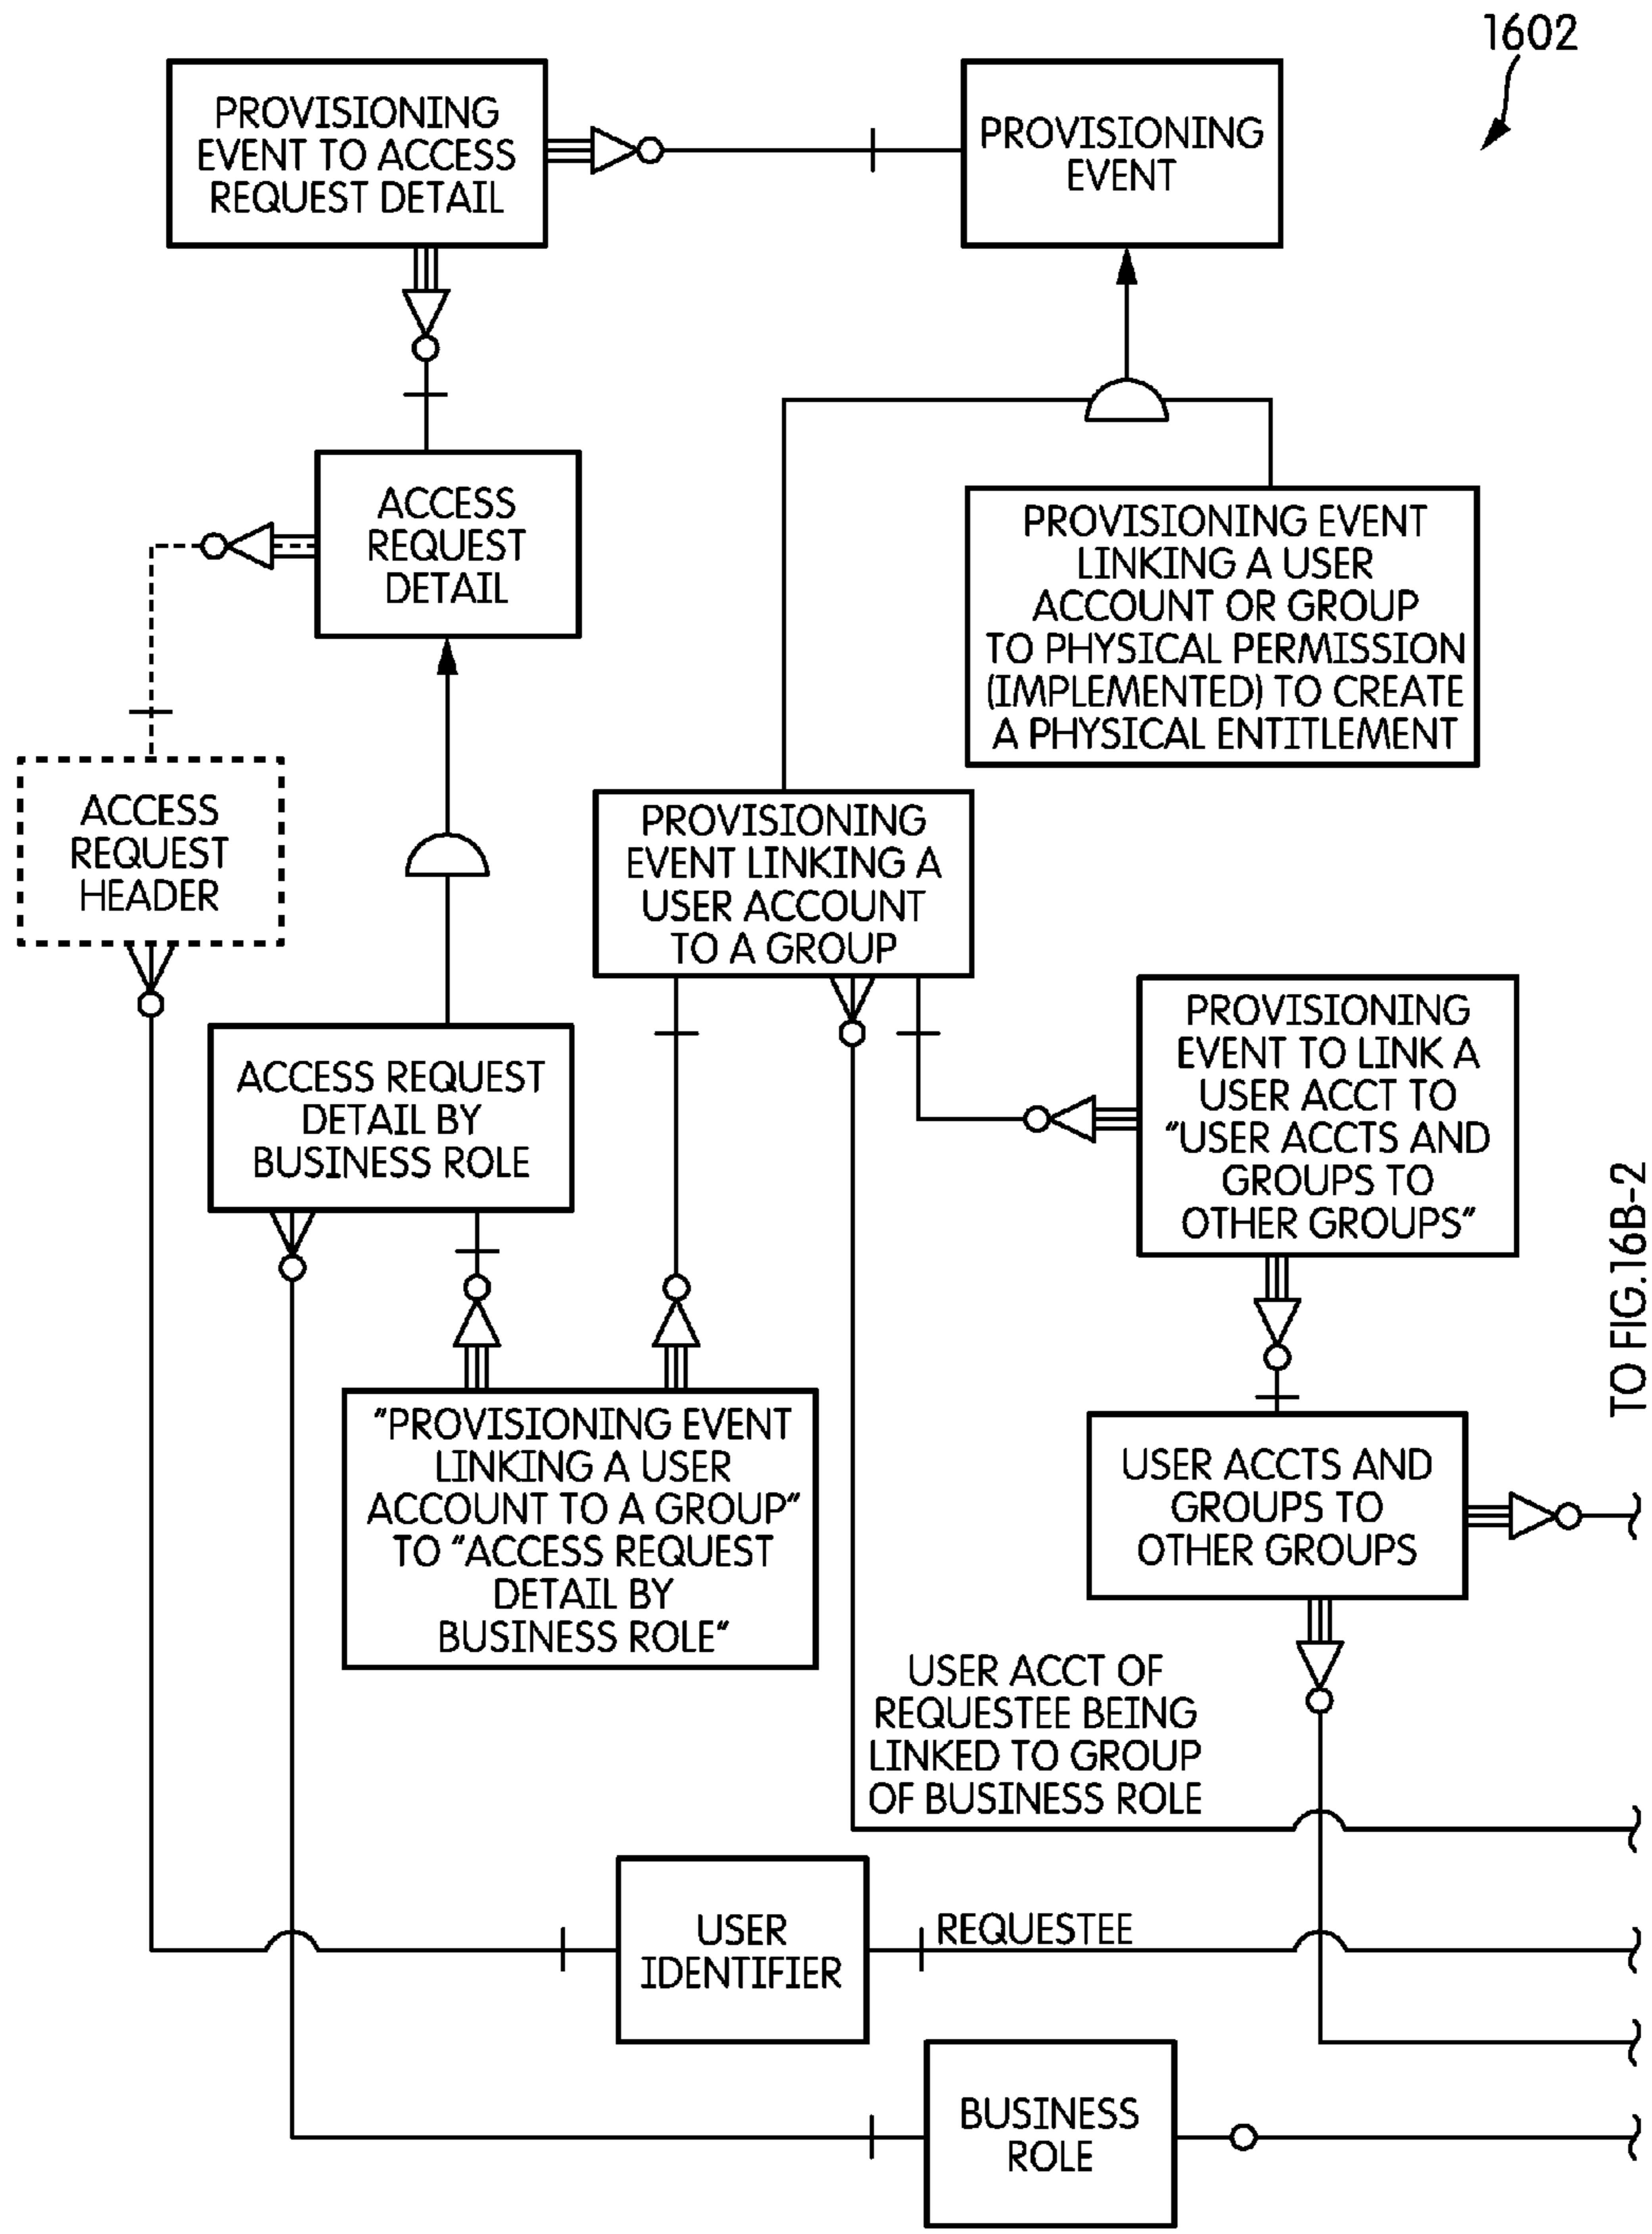 1602
PROVISIONING
EVENT TO ACCESS
REQUEST DETAIL
PROVISIONING
EVENT
ACCESS
REQUEST
DETAIL
PROVISIONING EVENT
LINKING A USER
ACCOUNT OR GROUP
TO PHYSICAL PERMISSION
(IMPLEMENTED) TO CREATE
A PHYSICAL ENTITLEMENT
ACCESS
REQUEST
HEADER
PROVISIONING
EVENT LINKING A
USER ACCOUNT
TO A GROUP
ACCESS REQUEST
DETAIL BY
BUSINESS ROLE
PROVISIONING
EVENT TO LINK A
USER ACCT TO
"USER ACCTS AND
GROUPS TO
OTHER GROUPS"
TO FIG.16B-2
"PROVISIONING EVENT
LINKING A USER
ACCOUNT TO A GROUP"
TO "ACCESS REQUEST
DETAIL BY
BUSINESS ROLE"
USER ACCTS AND
GROUPS TO
OTHER GROUPS
USER ACCT OF
REQUESTEE BEING
LINKED TO GROUP
OF BUSINESS ROLE
USER
IDENTIFIER
REQUESTEE
BUSINESS
ROLE